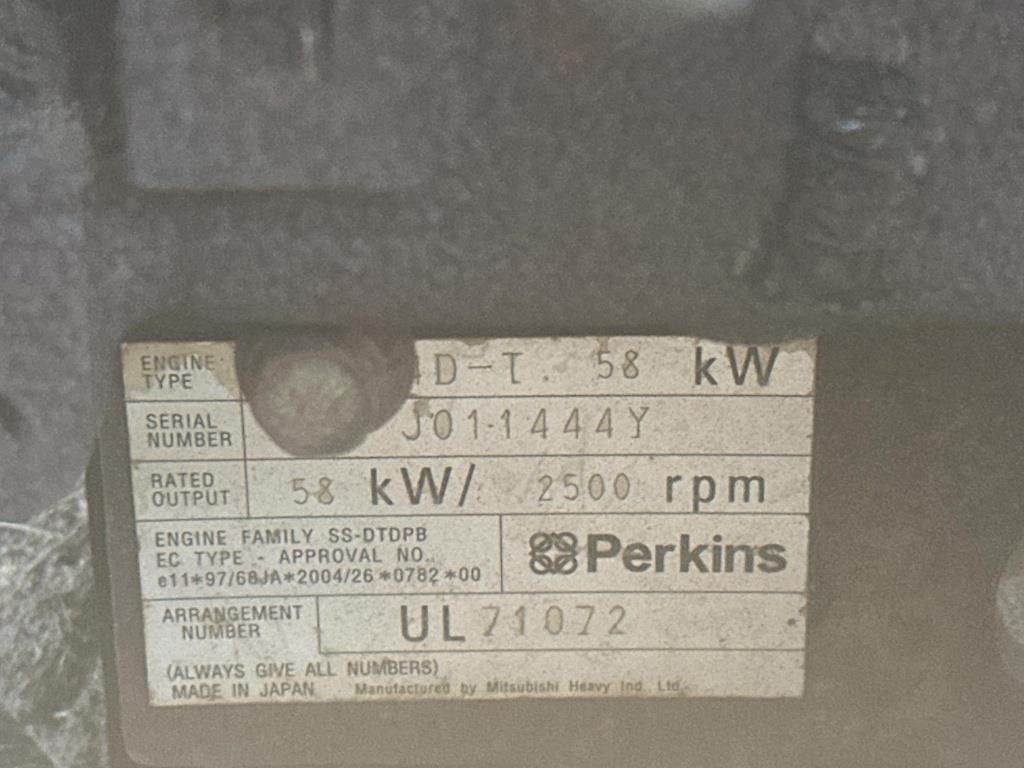 ENGINE TYPE D-T. 58 kW
SERIAL NUMBER J011444Y
RATED OUTPUT 58 kW/ 2500 rpm
ENGINE FAMILY SS-DTDPB
EC TYPE - APPROVAL NO.
e11*97/68JA*2004/26*0782*00
Perkins
ARRANGEMENT NUMBER UL71072
(ALWAYS GIVE ALL NUMBERS)
MADE IN JAPAN Manufactured by Mitsubishi Heavy Ind., Ltd.